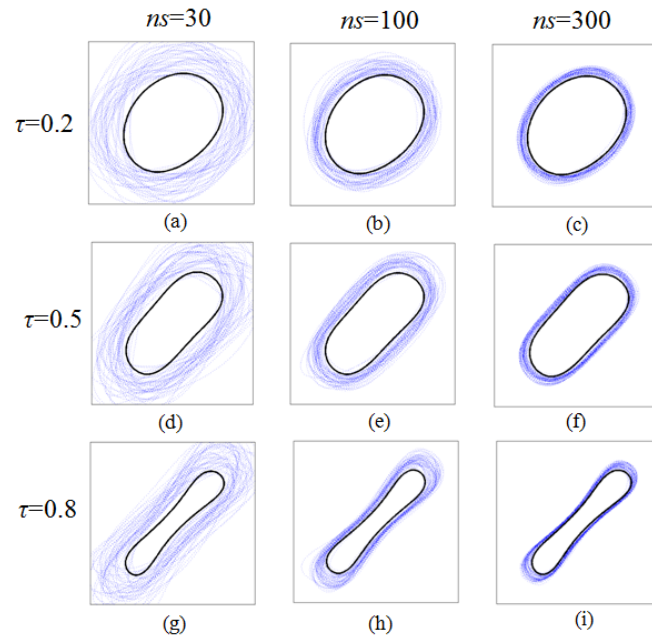 ns=30 ns=100 ns=300
τ=0.2
(a) (b) (c)
τ=0.5
(d) (e) (f)
τ=0.8
(g) (h) (i)